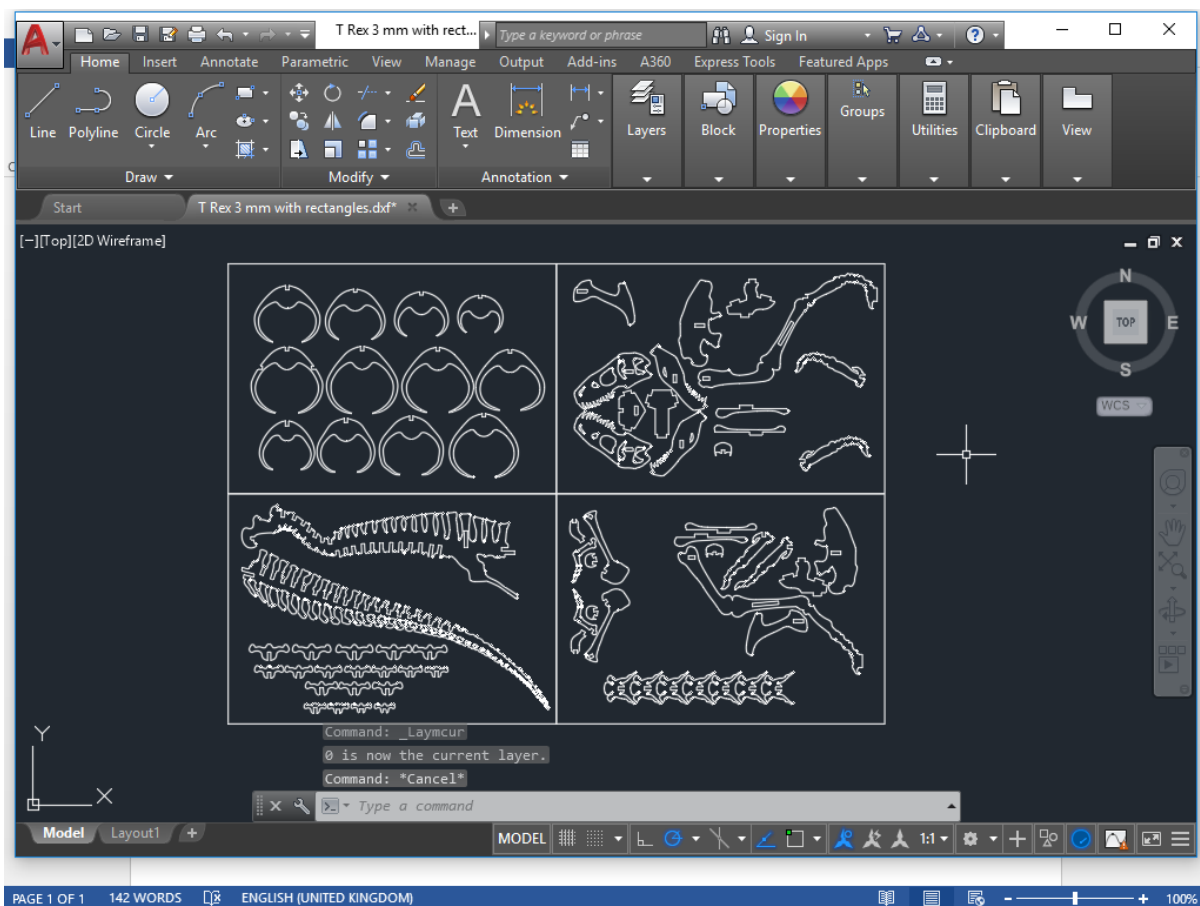 T Rex 3 mm with rect...
Type a keyword or phrase
Sign In
Home Insert Annotate Parametric View Manage Output Add-ins A360 Express Tools Featured Apps
Line Polyline Circle Arc
Text Dimension
Layers Block Properties Groups Utilities Clipboard View
Draw Modify Annotation
Start T Rex 3 mm with rectangles.dxf*
[−][Top][2D Wireframe]
N
W TOP E
S
WCS
Y
X
Command: _Laymcur
0 is now the current layer.
Command: *Cancel*
Type a command
Model Layout1 + MODEL 1:1
PAGE 1 OF 1 142 WORDS ENGLISH (UNITED KINGDOM) 100%